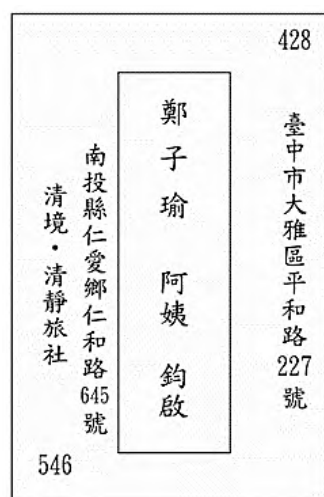 428
臺中市大雅區平和路227號
鄭子瑜 阿姨 鈞啟
南投縣仁愛鄉仁和路645號
清境・清靜旅社
546